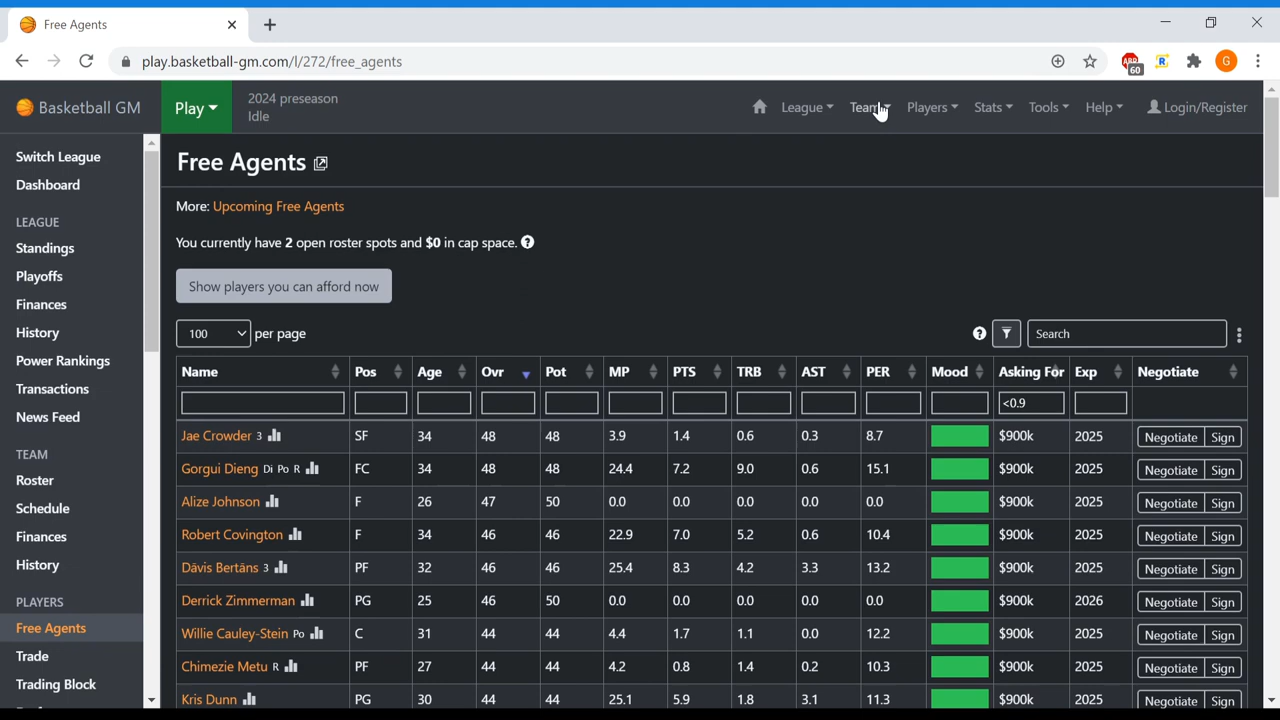 Free Agents
play.basketball-gm.com/l/272/free_agents
60
G
Basketball GM
Play
2024 preseason
Idle
League
Team
Players
Stats
Tools
Help
Login/Register
Switch League
Dashboard
LEAGUE
Standings
Playoffs
Finances
History
Power Rankings
Transactions
News Feed
TEAM
Roster
Schedule
Finances
History
PLAYERS
Free Agents
Trade
Trading Block
Free Agents
More: Upcoming Free Agents
You currently have 2 open roster spots and $0 in cap space. ?
Show players you can afford now
100 per page
? Search
Name Pos Age Ovr Pot MP PTS TRB AST PER Mood Asking For Exp Negotiate
<0.9
Jae Crowder 3 SF 34 48 48 3.9 1.4 0.6 0.3 8.7 $900k 2025 Negotiate Sign
Gorgui Dieng Di Po R FC 34 48 48 24.4 7.2 9.0 0.6 15.1 $900k 2025 Negotiate Sign
Alize Johnson F 26 47 50 0.0 0.0 0.0 0.0 0.0 $900k 2025 Negotiate Sign
Robert Covington F 34 46 46 22.9 7.0 5.2 0.6 10.4 $900k 2025 Negotiate Sign
Dāvis Bertāns 3 PF 32 46 46 25.4 8.3 4.2 3.3 13.2 $900k 2025 Negotiate Sign
Derrick Zimmerman PG 25 46 50 0.0 0.0 0.0 0.0 0.0 $900k 2026 Negotiate Sign
Willie Cauley-Stein Po C 31 44 44 4.4 1.7 1.1 0.0 12.2 $900k 2025 Negotiate Sign
Chimezie Metu R PF 27 44 44 4.2 0.8 1.4 0.2 10.3 $900k 2025 Negotiate Sign
Kris Dunn PG 30 44 44 25.1 5.9 1.8 3.1 11.3 $900k 2025 Negotiate Sign